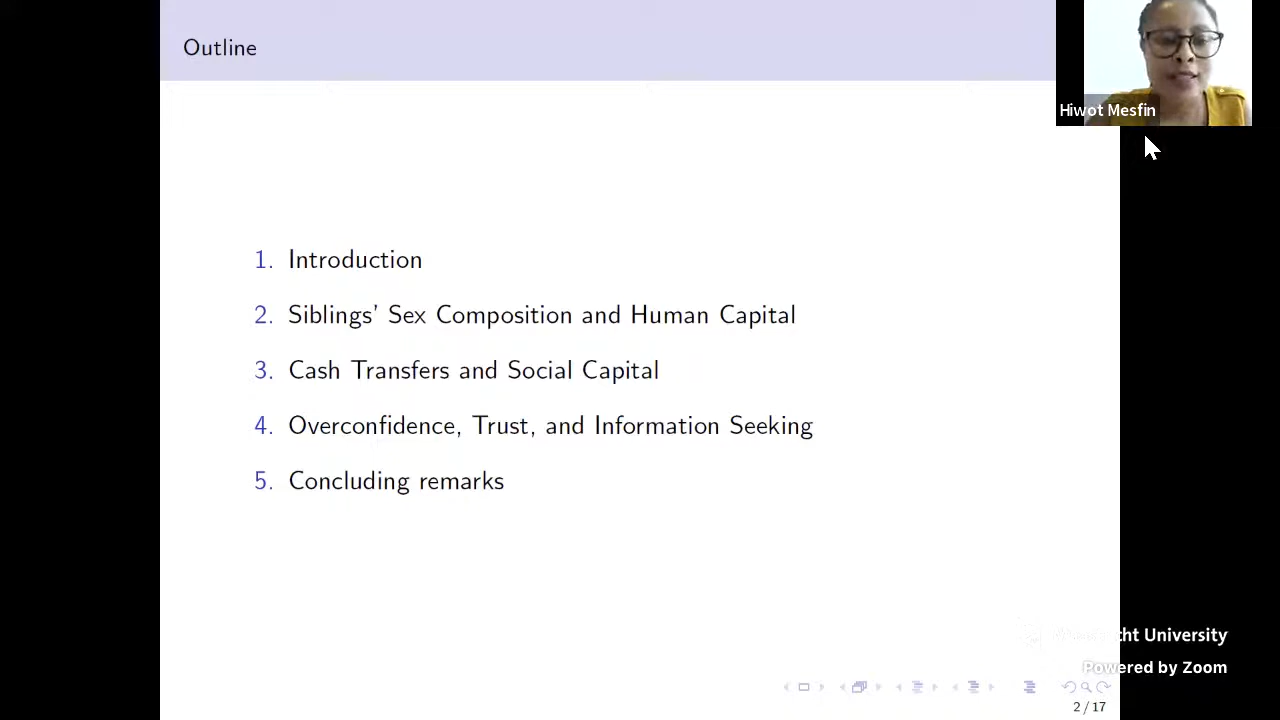 Outline
Hiwot Mesfin
1. Introduction
2. Siblings' Sex Composition and Human Capital
3. Cash Transfers and Social Capital
4. Overconfidence, Trust, and Information Seeking
5. Concluding remarks
University
Powered by Zoom
2 / 17